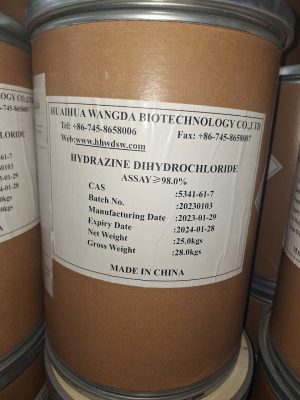 HUAIHUA WANGDA BIOTECHNOLOGY CO.,LTD
Tel: +86-745-8658006 Fax: +86-745-8658007
Web:www.hhwdsw.com
HYDRAZINE DIHYDROCHLORIDE
ASSAY≥98.0%
CAS :5341-61-7
Batch No. :20230103
Manufacturing Date :2023-01-29
Expiry Date :2024-01-28
Net Weight :25.0kgs
Gross Weight :28.0kgs
MADE IN CHINA